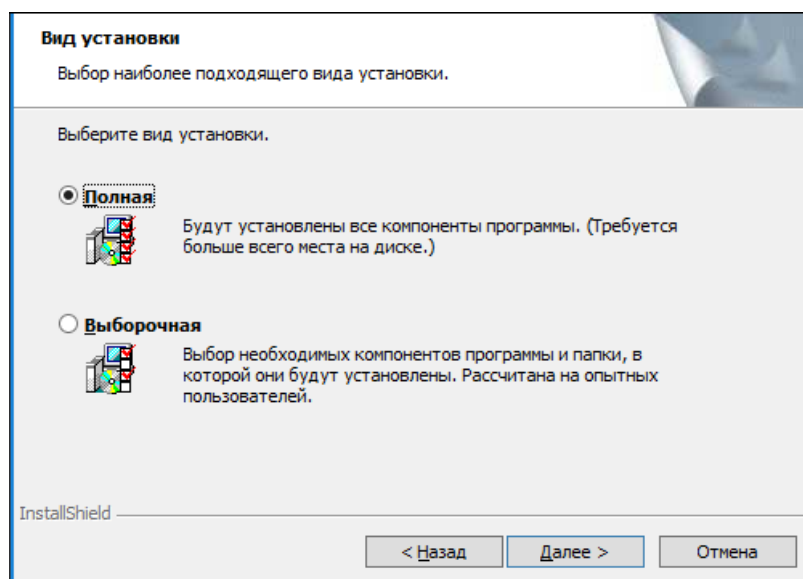 Вид установки
Выбор наиболее подходящего вида установки.
Выберите вид установки.
Полная
Будут установлены все компоненты программы. (Требуется
больше всего места на диске.)
Выборочная
Выбор необходимых компонентов программы и папки, в
которой они будут установлены. Рассчитана на опытных
пользователей.
InstallShield
< Назад Далее > Отмена